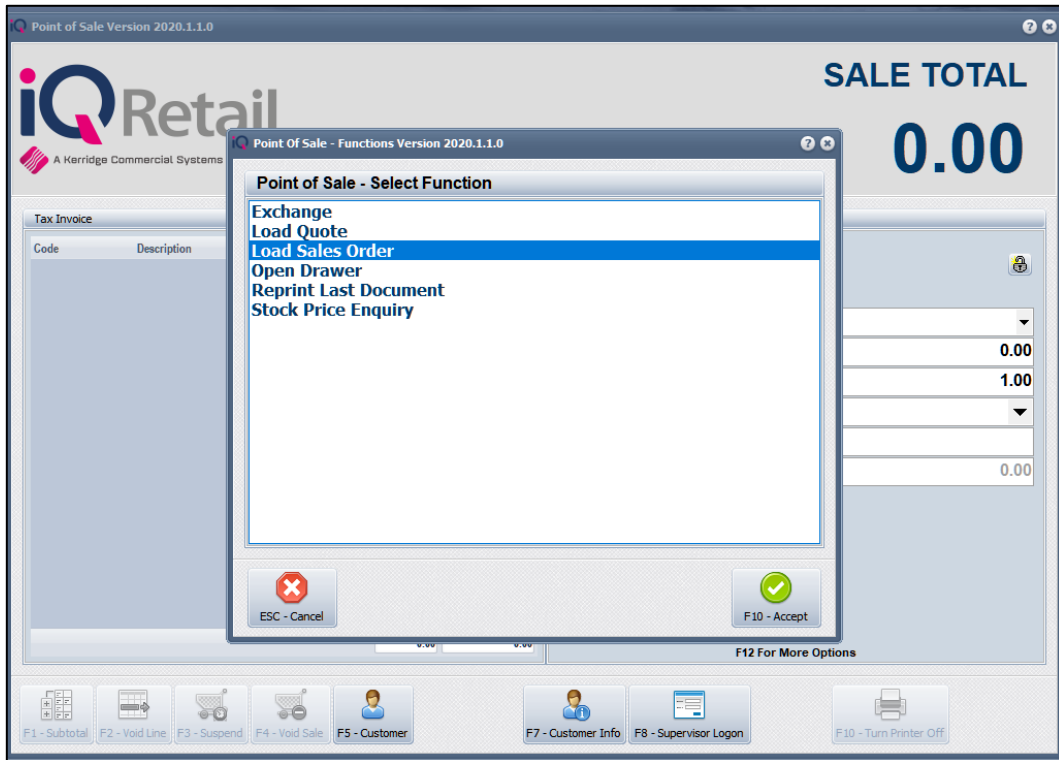 Point of Sale Version 2020.1.1.0
SALE TOTAL
iQ Retail
A Kerridge Commercial Systems
0.00
Point Of Sale - Functions Version 2020.1.1.0
Point of Sale - Select Function
Exchange
Load Quote
Load Sales Order
Open Drawer
Reprint Last Document
Stock Price Enquiry
Tax Invoice
Code Description
0.00
1.00
0.00
ESC - Cancel
F10 - Accept
0.00 0.00
F12 For More Options
F1 - Subtotal F2 - Void Line F3 - Suspend F4 - Void Sale F5 - Customer F7 - Customer Info F8 - Supervisor Logon F10 - Turn Printer Off